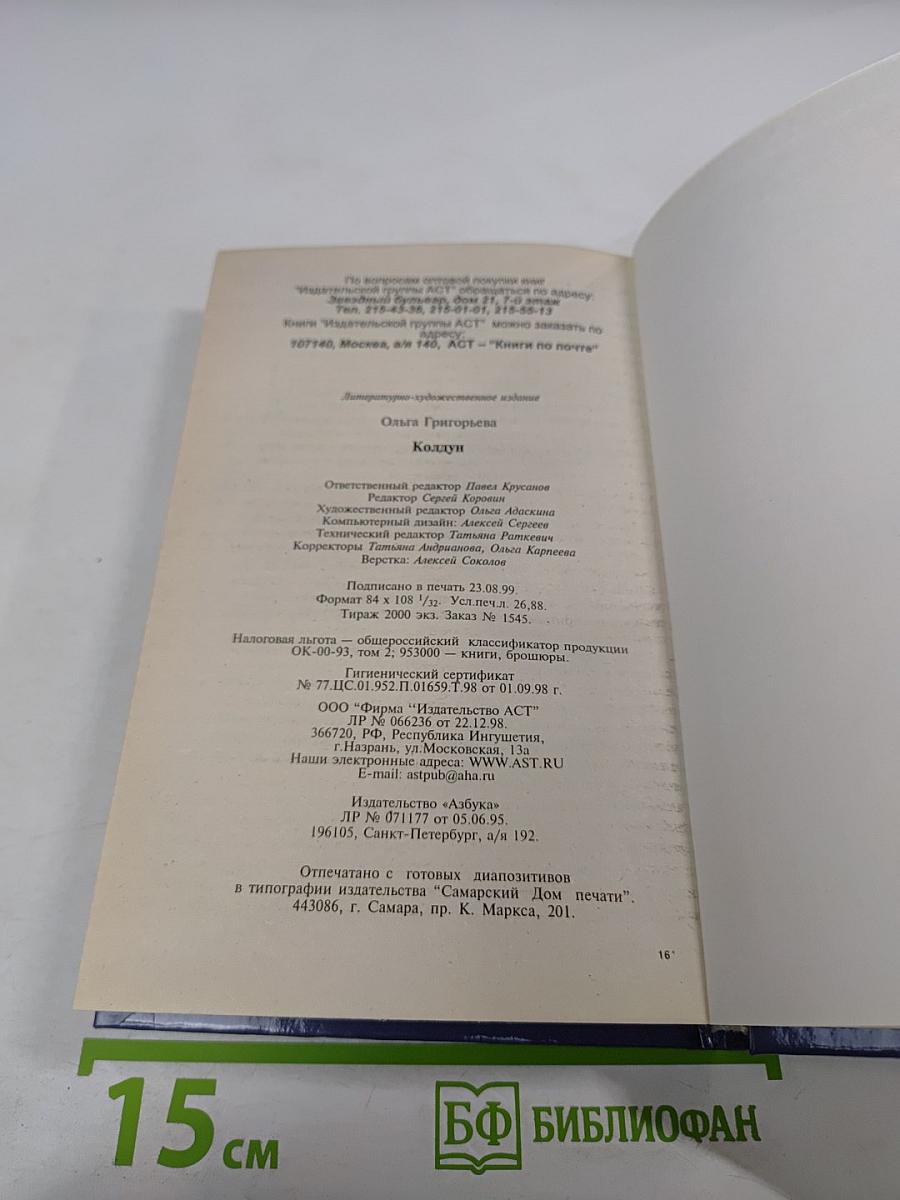 По вопросам оптовой покупки книг
"Издательской группы АСТ" обращаться по адресу:
Звездный бульвар, дом 21, 7-й этаж
Тел. 215-43-38, 215-01-01, 215-55-13
Книги "Издательской группы АСТ" можно заказать по
адресу:
107140, Москва, а/я 140, АСТ – "Книги по почте"
Литературно-художественное издание
Ольга Григорьева
Колдун
Ответственный редактор Павел Крусанов
Редактор Сергей Коровин
Художественный редактор Ольга Адаскина
Компьютерный дизайн: Алексей Сергеев
Технический редактор Татьяна Раткевич
Корректоры Татьяна Андрианова, Ольга Карпеева
Верстка: Алексей Соколов
Подписано в печать 23.08.99.
Формат 84 х 108 1/32. Усл.печ.л. 26,88.
Тираж 2000 экз. Заказ № 1545.
Налоговая льгота — общероссийский классификатор продукции
ОК-00-93, том 2; 953000 — книги, брошюры.
Гигиенический сертификат
№ 77.ЦС.01.952.П.01659.Т.98 от 01.09.98 г.
ООО "Фирма "Издательство АСТ"
ЛР № 066236 от 22.12.98.
366720, РФ, Республика Ингушетия,
г.Назрань, ул.Московская, 13а
Наши электронные адреса: WWW.AST.RU
E-mail: astpub@aha.ru
Издательство «Азбука»
ЛР № 071177 от 05.06.95.
196105, Санкт-Петербург, а/я 192.
Отпечатано с готовых диапозитивов
в типографии издательства "Самарский Дом печати".
443086, г. Самара, пр. К. Маркса, 201.
16*
15 см
БФ БИБЛИОФАН